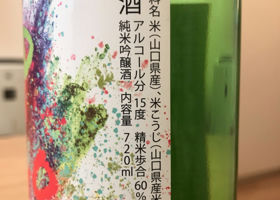 料名 米(山口県産)、米こうじ(山口県産米
アルコール分 15度 精米歩合 60%
純米吟醸酒 内容量 720ml
酒